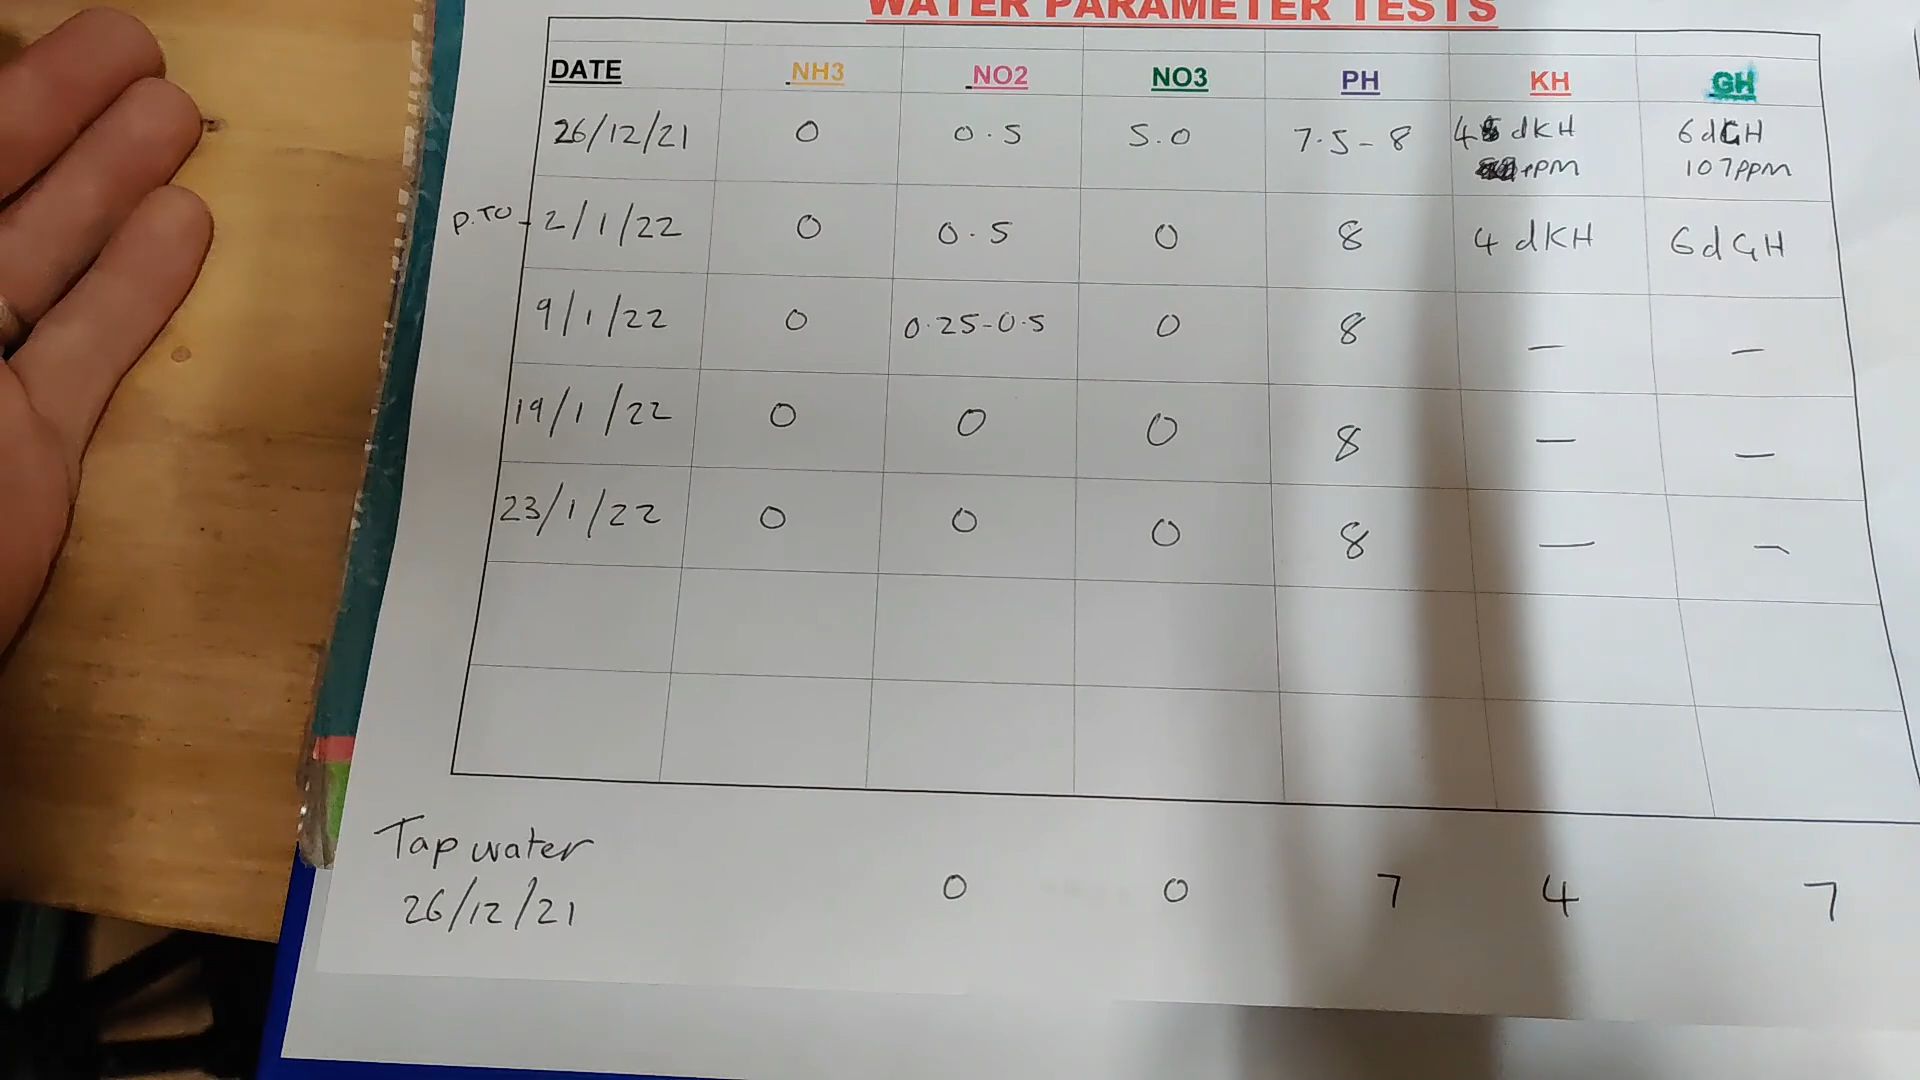 WATER PARAMETER TESTS
DATE NH3 NO2 NO3 PH KH GH
26/12/21 0 0.5 5.0 7.5-8 4 dKH 6dGH
PPM 107PPM
P.TO 2/1/22 0 0.5 0 8 4 dKH 6dGH
9/1/22 0 0.25-0.5 0 8 — —
19/1/22 0 0 0 8 — —
23/1/22 0 0 0 8 — —
Tap water
26/12/21 0 0 7 4 7